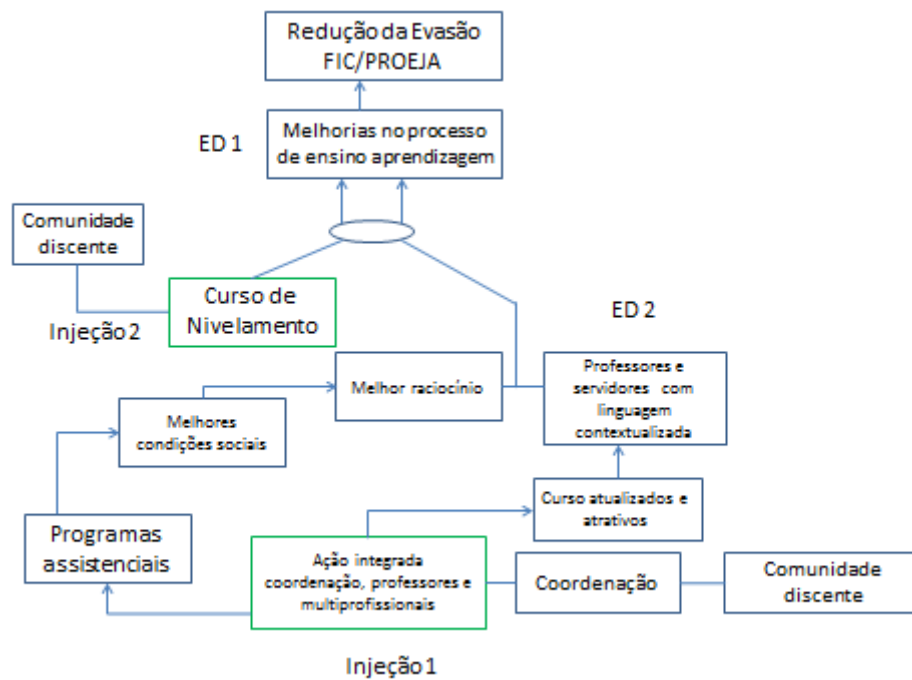 Redução da Evasão
FIC/PROEJA
ED 1
Melhorias no processo
de ensino aprendizagem
Comunidade
discente
Curso de
Nivelamento
Injeção 2
ED 2
Melhor raciocínio
Professores e
servidores com
linguagem
contextualizada
Melhores
condições sociais
Curso atualizados e
atrativos
Programas
assistenciais
Ação integrada
coordenação, professores e
multiprofissionais
Coordenação
Comunidade
discente
Injeção 1